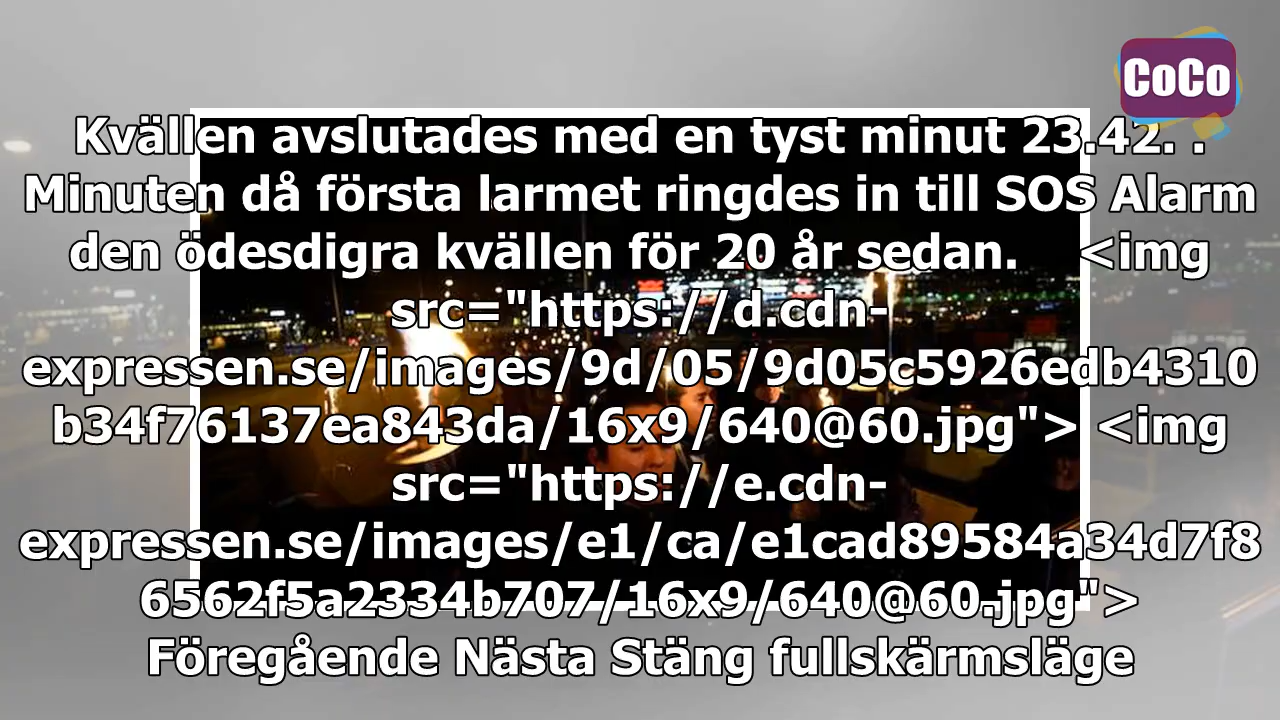 CoCo
Kvällen avslutades med en tyst minut 23.42. .
Minuten då första larmet ringdes in till SOS Alarm
den ödesdigra kvällen för 20 år sedan. <img
src="https://d.cdn-
expressen.se/images/9d/05/9d05c5926edb4310
b34f76137ea843da/16x9/640@60.jpg"> <img
src="https://e.cdn-
expressen.se/images/e1/ca/e1cad89584a34d7f8
6562f5a2334b707/16x9/640@60.jpg">
Föregående Nästa Stäng fullskärmsläge